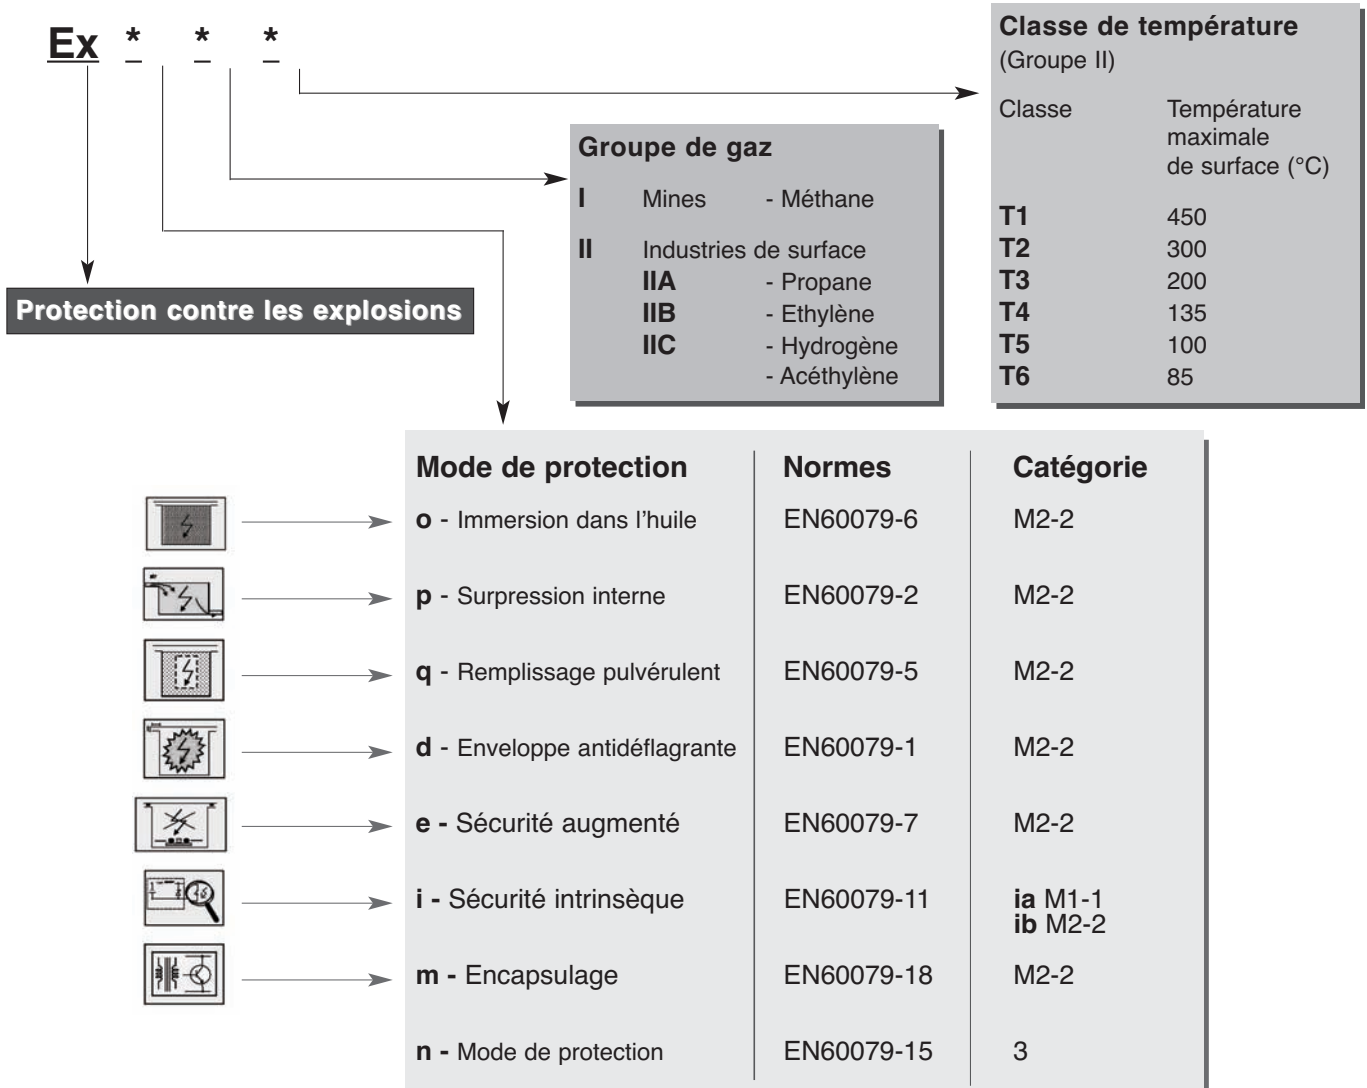 Ex * * *
Classe de température
(Groupe II)
Classe Température
maximale
de surface (°C)
T1 450
T2 300
T3 200
T4 135
T5 100
T6 85
Groupe de gaz
I Mines - Méthane
II Industries de surface
IIA - Propane
IIB - Ethylène
IIC - Hydrogène
- Acéthylène
Protection contre les explosions
Mode de protection Normes Catégorie
o - Immersion dans l’huile EN60079-6 M2-2
p - Surpression interne EN60079-2 M2-2
q - Remplissage pulvérulent EN60079-5 M2-2
d - Enveloppe antidéflagrante EN60079-1 M2-2
e - Sécurité augmenté EN60079-7 M2-2
i - Sécurité intrinsèque EN60079-11 ia M1-1
ib M2-2
m - Encapsulage EN60079-18 M2-2
n - Mode de protection EN60079-15 3